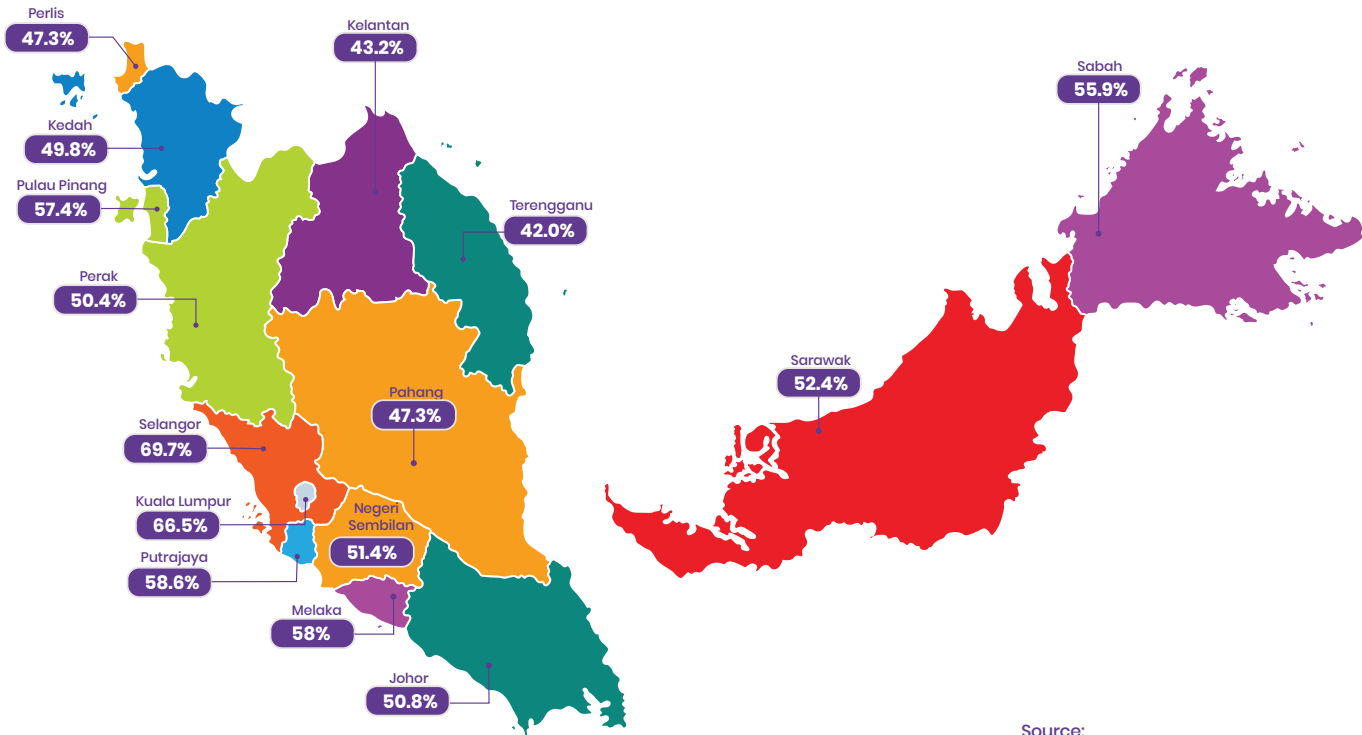 Perlis
47.3%
Kelantan
43.2%
Sabah
55.9%
Kedah
49.8%
Pulau Pinang
57.4%
Terengganu
42.0%
Perak
50.4%
Sarawak
52.4%
Pahang
47.3%
Selangor
69.7%
Kuala Lumpur
66.5%
Negeri
Sembilan
51.4%
Putrajaya
58.6%
Melaka
58%
Johor
50.8%
Source: